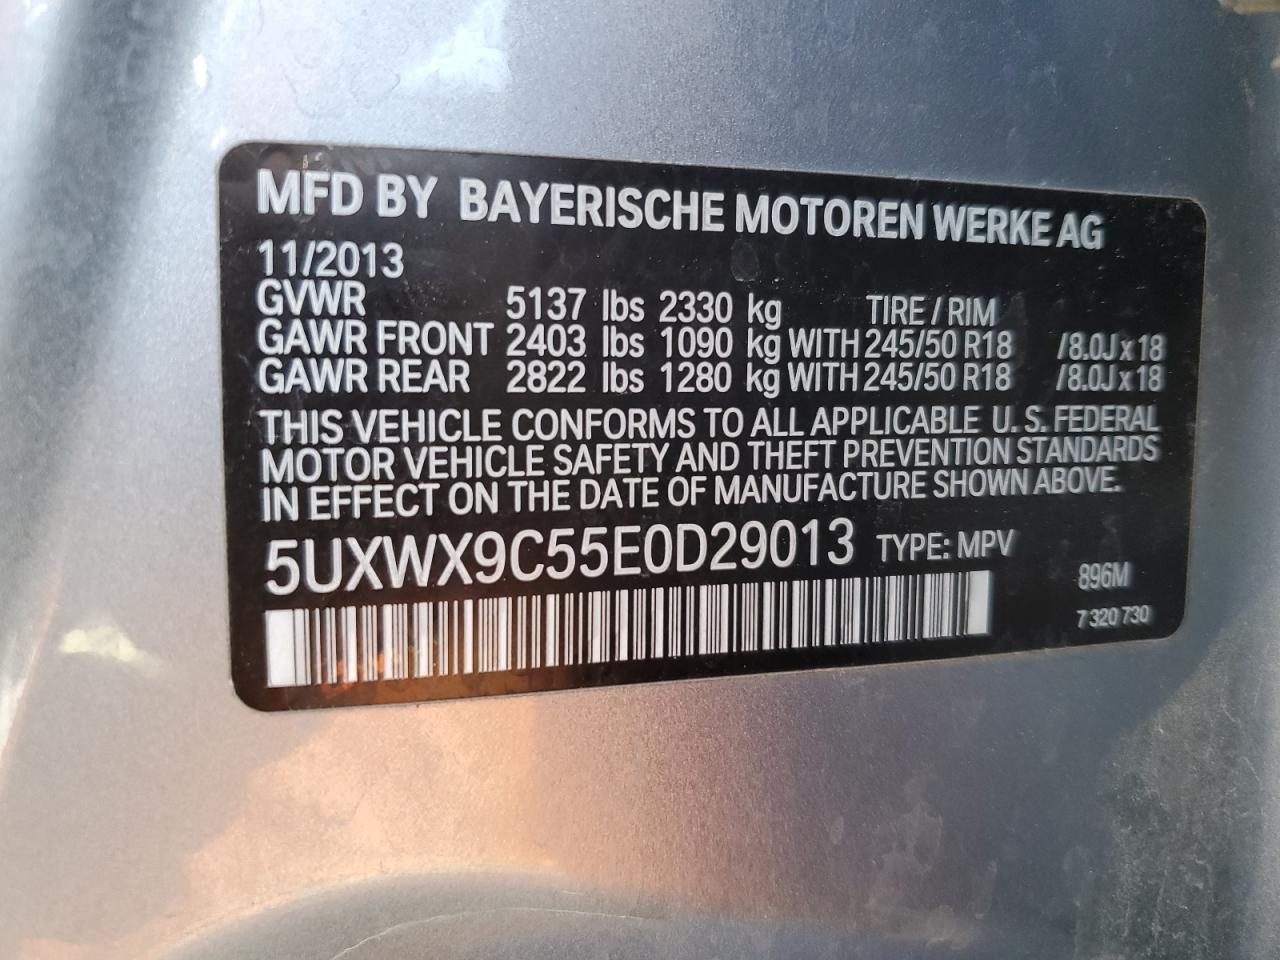 MFD BY BAYERISCHE MOTOREN WERKE AG
11/2013
GVWR 5137 lbs 2330 kg TIRE / RIM
GAWR FRONT 2403 lbs 1090 kg WITH 245/50 R18 /8.0J x 18
GAWR REAR 2822 lbs 1280 kg WITH 245/50 R18 /8.0J x 18
THIS VEHICLE CONFORMS TO ALL APPLICABLE U. S. FEDERAL
MOTOR VEHICLE SAFETY AND THEFT PREVENTION STANDARDS
IN EFFECT ON THE DATE OF MANUFACTURE SHOWN ABOVE.
5UXWX9C55E0D29013 TYPE: MPV
896M
7 320 730